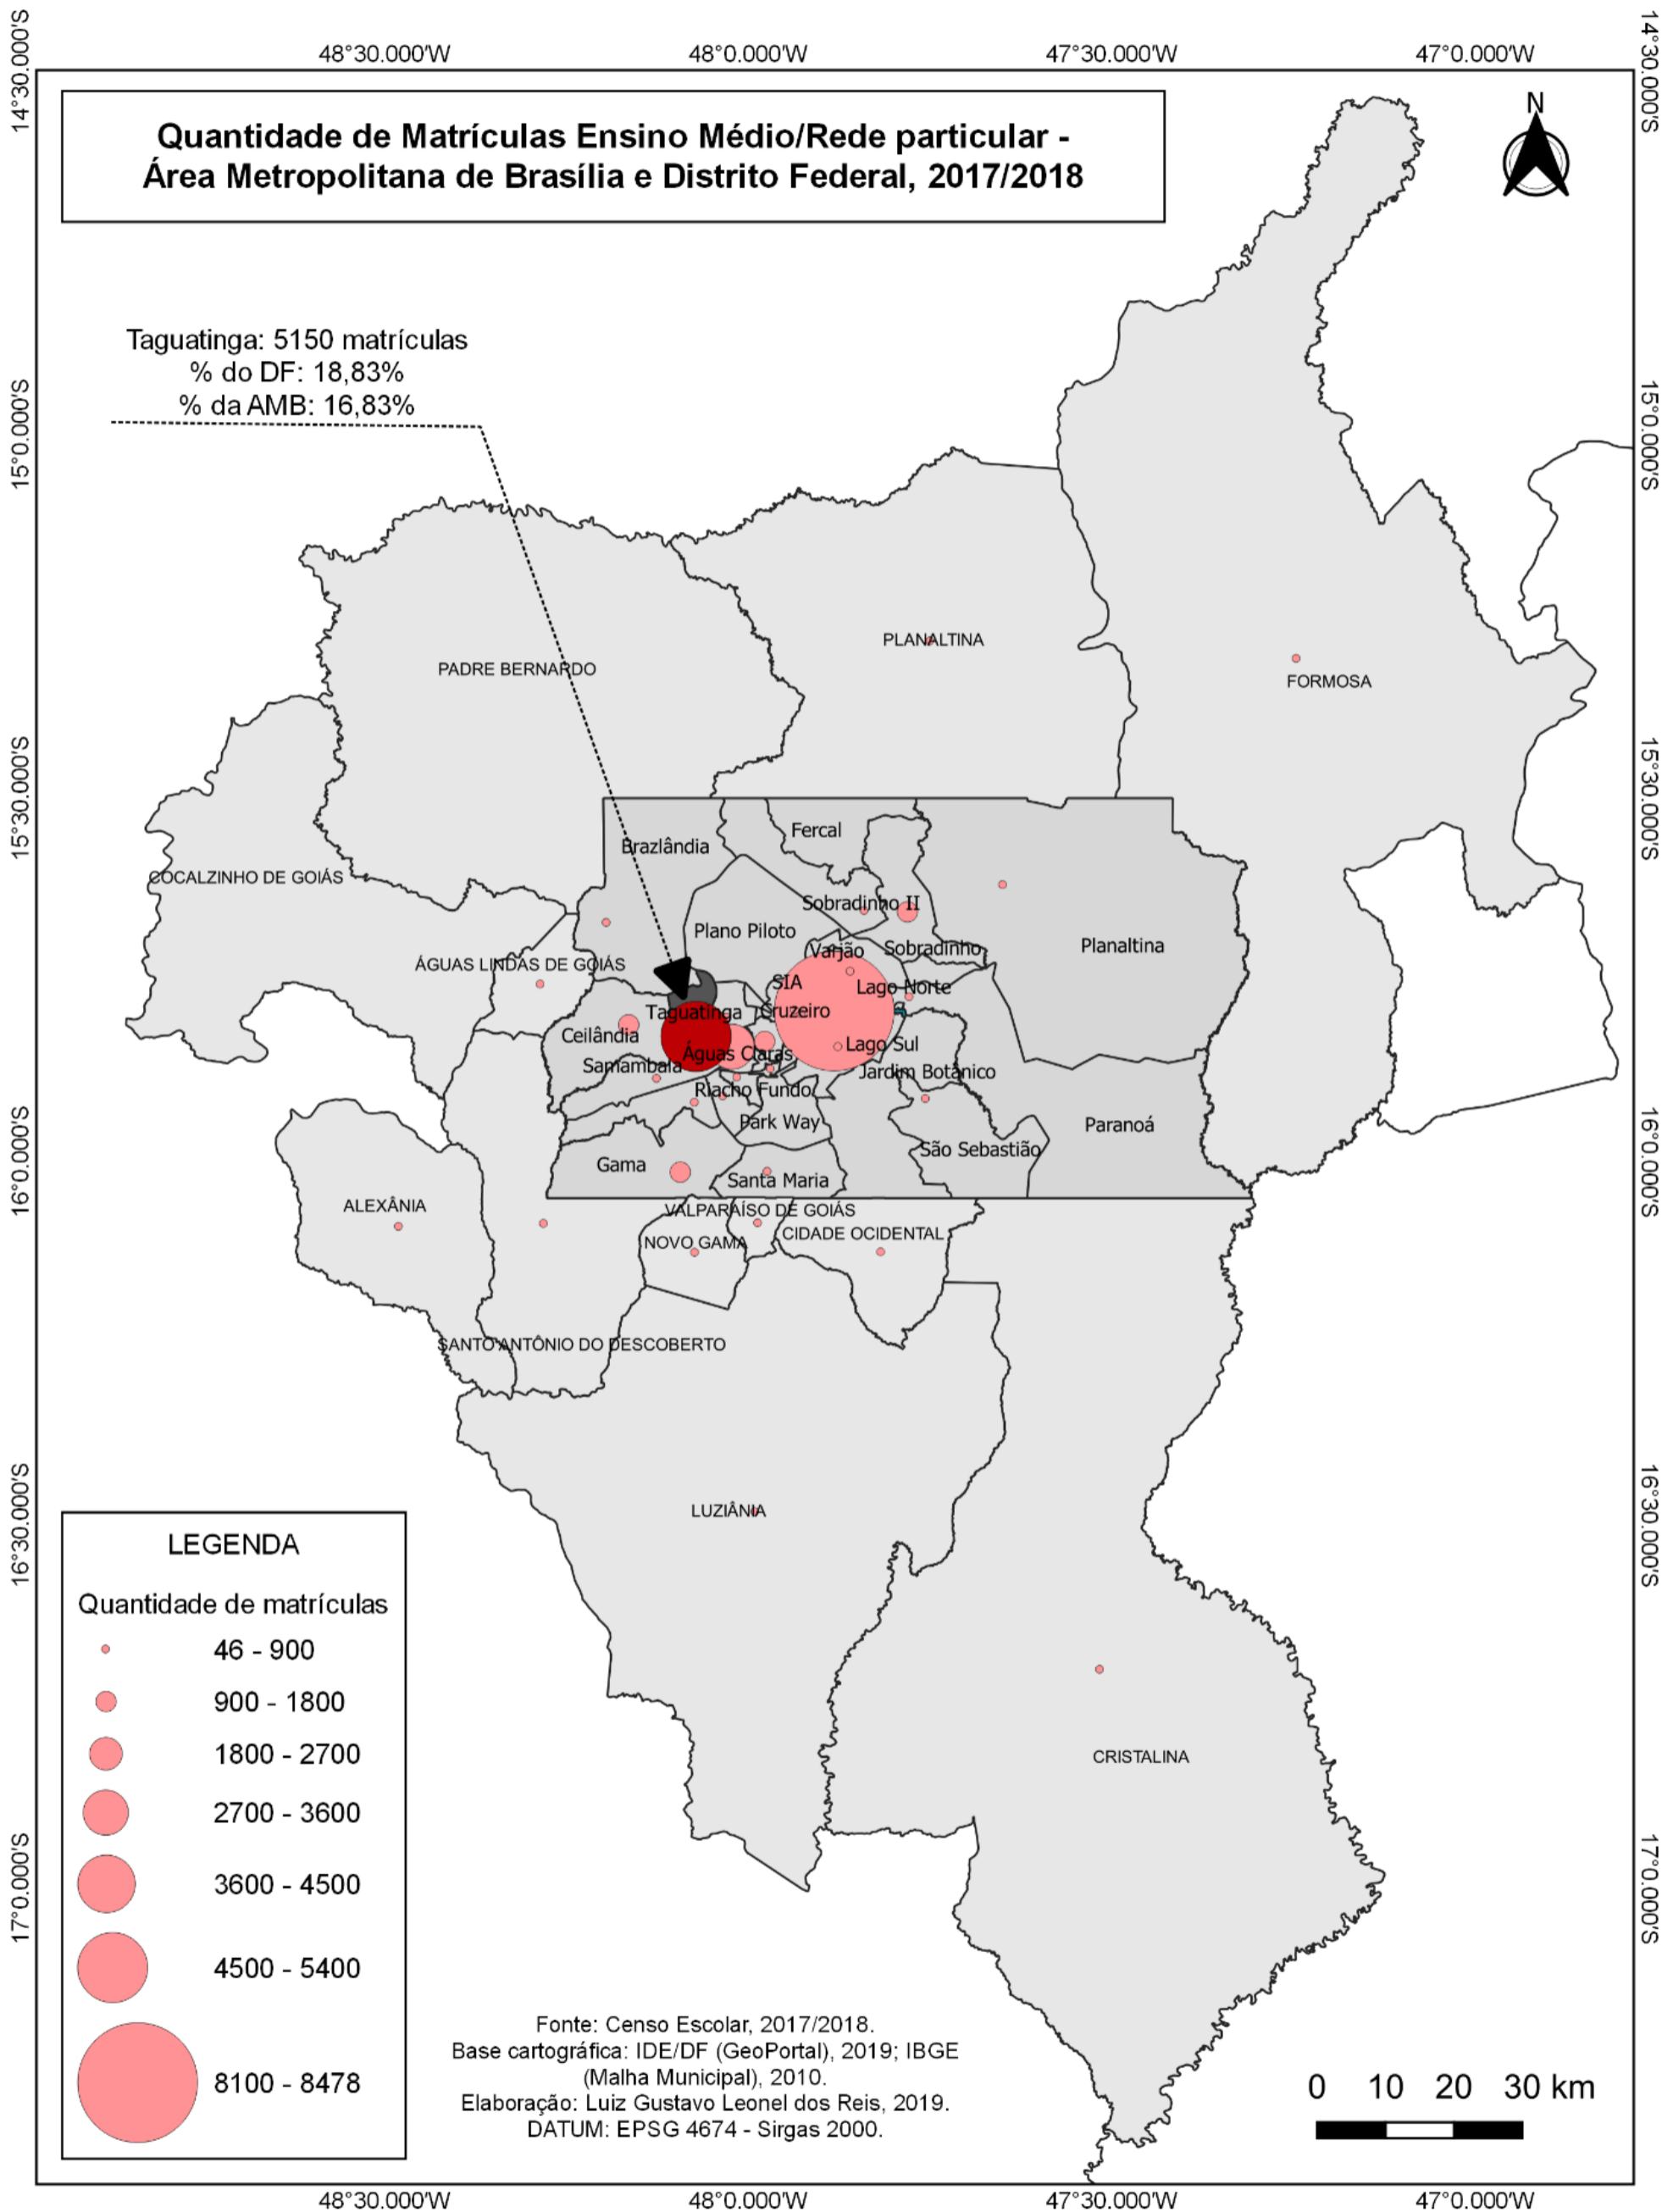 48°30.000'W 48°0.000'W 47°30.000'W 47°0.000'W
14°30.000'S
14°30.000'S
Quantidade de Matrículas Ensino Médio/Rede particular -
Área Metropolitana de Brasília e Distrito Federal, 2017/2018
N
Taguatinga: 5150 matrículas
% do DF: 18,83%
% da AMB: 16,83%
15°0.000'S
15°0.000'S
PLANALTINA
PADRE BERNARDO
FORMOSA
15°30.000'S
15°30.000'S
Fercal
Brazlândia
COCALZINHO DE GOIÁS
Sobradinho II
Plano Piloto
Planaltina
Varjão
Sobradinho
ÁGUAS LINDAS DE GOIÁS
SIA
Lago Norte
Taguatinga
Cruzeiro
Ceilândia
Lago Sul
Águas Claras
Samambaia
Jardim Botânico
Riacho Fundo
Park Way
Paranoá
São Sebastião
Gama
Santa Maria
16°0.000'S
16°0.000'S
ALEXÂNIA
VALPARAÍSO DE GOIÁS
CIDADE OCIDENTAL
NOVO GAMA
SANTO ANTÔNIO DO DESCOBERTO
LUZIÂNIA
16°30.000'S
16°30.000'S
CRISTALINA
17°0.000'S
17°0.000'S
LEGENDA
Quantidade de matrículas
46 - 900
900 - 1800
1800 - 2700
2700 - 3600
3600 - 4500
4500 - 5400
8100 - 8478
Fonte: Censo Escolar, 2017/2018.
Base cartográfica: IDE/DF (GeoPortal), 2019; IBGE
(Malha Municipal), 2010.
Elaboração: Luiz Gustavo Leonel dos Reis, 2019.
DATUM: EPSG 4674 - Sirgas 2000.
0 10 20 30 km
48°30.000'W 48°0.000'W 47°30.000'W 47°0.000'W